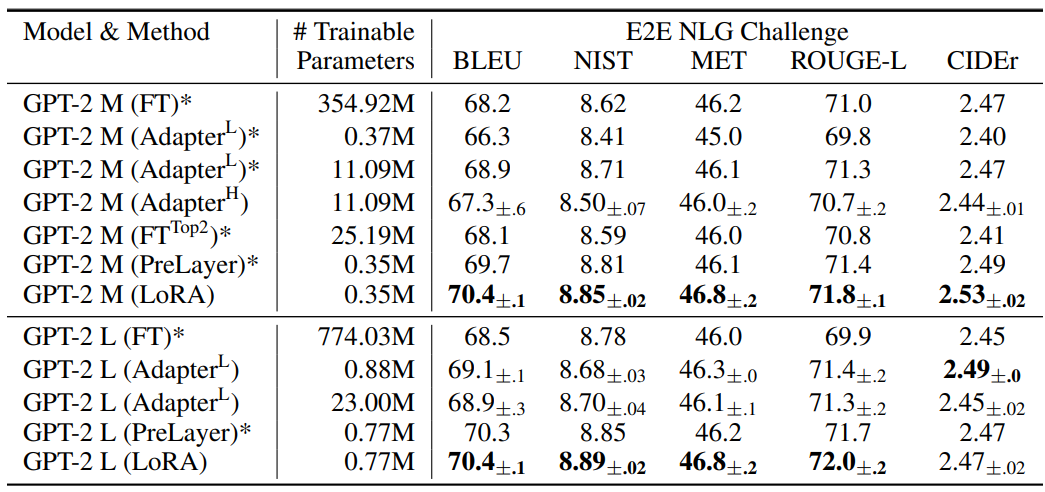 Model & Method # Trainable E2E NLG Challenge
Parameters BLEU NIST MET ROUGE-L CIDEr
GPT-2 M (FT)* 354.92M 68.2 8.62 46.2 71.0 2.47
GPT-2 M (Adapter^L)* 0.37M 66.3 8.41 45.0 69.8 2.40
GPT-2 M (Adapter^L)* 11.09M 68.9 8.71 46.1 71.3 2.47
GPT-2 M (Adapter^H) 11.09M 67.3±.6 8.50±.07 46.0±.2 70.7±.2 2.44±.01
GPT-2 M (FT^Top2)* 25.19M 68.1 8.59 46.0 70.8 2.41
GPT-2 M (PreLayer)* 0.35M 69.7 8.81 46.1 71.4 2.49
GPT-2 M (LoRA) 0.35M 70.4±.1 8.85±.02 46.8±.2 71.8±.1 2.53±.02
GPT-2 L (FT)* 774.03M 68.5 8.78 46.0 69.9 2.45
GPT-2 L (Adapter^L) 0.88M 69.1±.1 8.68±.03 46.3±.0 71.4±.2 2.49±.0
GPT-2 L (Adapter^L) 23.00M 68.9±.3 8.70±.04 46.1±.1 71.3±.2 2.45±.02
GPT-2 L (PreLayer)* 0.77M 70.3 8.85 46.2 71.7 2.47
GPT-2 L (LoRA) 0.77M 70.4±.1 8.89±.02 46.8±.2 72.0±.2 2.47±.02